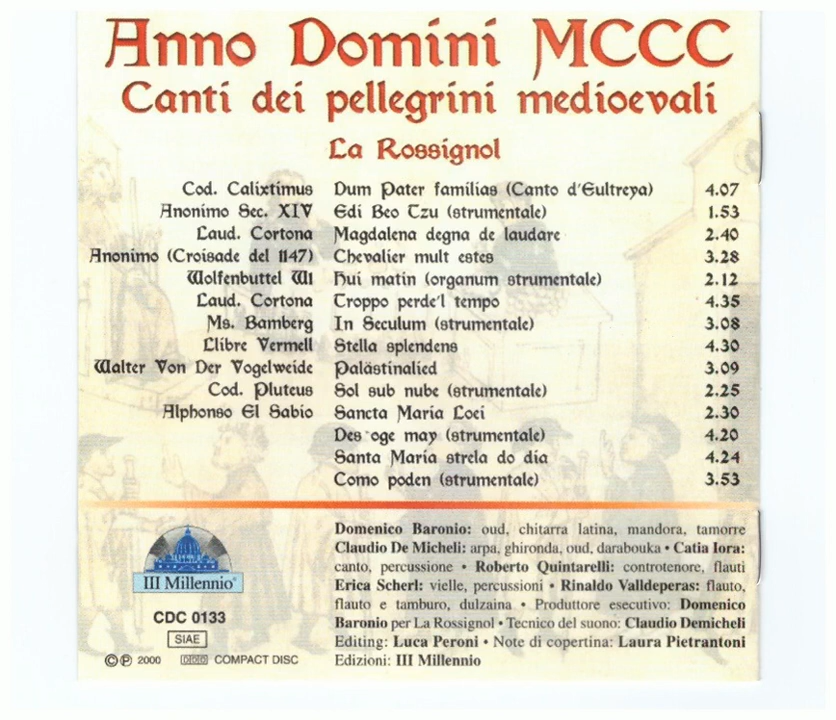 Anno Domini MCCC
Canti dei pellegrini medioevali
La Rossignol
Cod. Calixtimus Dum Pater familias (Canto d'Eultreya) 4.07
Anonimo Sec. XIV Edi Beo Tzu (strumentale) 1.53
Laud. Cortona Magdalena degna de laudare 2.40
Anonimo (Croisade del 1147) Chevalier mult estes 3.28
Wolfenbuttel W1 Hui matin (organum strumentale) 2.12
Laud. Cortona Troppo perde'l tempo 4.35
Ms. Bamberg In Seculum (strumentale) 3.08
Llibre Vermell Stella splendens 4.30
Walter Von Der Vogelweide Palästinalied 3.09
Cod. Pluteus Sol sub nube (strumentale) 2.25
Alphonso El Sabio Sancta Maria Loei 2.30
Des oge may (strumentale) 4.20
Santa Maria strela do dia 4.24
Como poden (strumentale) 3.53
III Millennio®
CDC 0133
SIAE
©℗ 2000 DDD COMPACT DISC
Domenico Baronio: oud, chitarra latina, mandora, tamorre
Claudio De Micheli: arpa, ghironda, oud, darabouka • Catia Iora:
canto, percussione • Roberto Quintarelli: controtenore, flauti
Erica Scherl: vielle, percussioni • Rinaldo Valldeperas: flauto,
flauto e tamburo, dulzaina • Produttore esecutivo: Domenico
Baronio per La Rossignol • Tecnico del suono: Claudio Demicheli
Editing: Luca Peroni • Note di copertina: Laura Pietrantoni
Edizioni: III Millennio